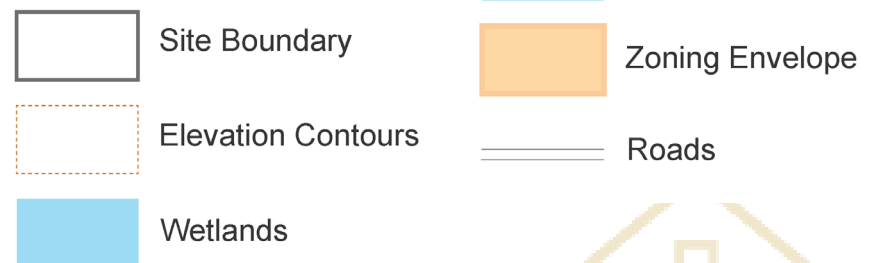 Site Boundary
Elevation Contours
Wetlands
Zoning Envelope
Roads